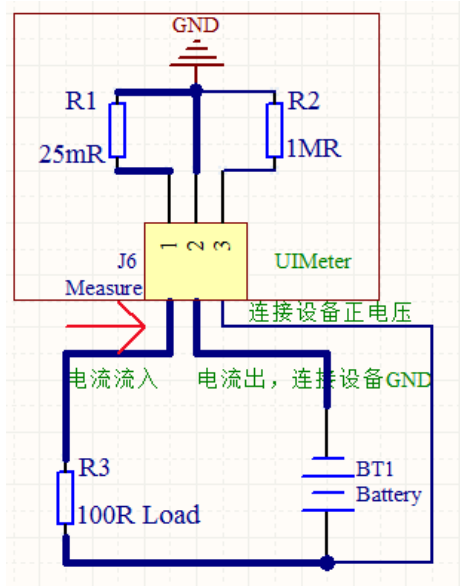 GND
R1
R2
25mR
1MR
1
2
3
J6
UIMeter
Measure
连接设备正电压
电流流入
电流出，连接设备GND
R3
BT1
100R Load
Battery